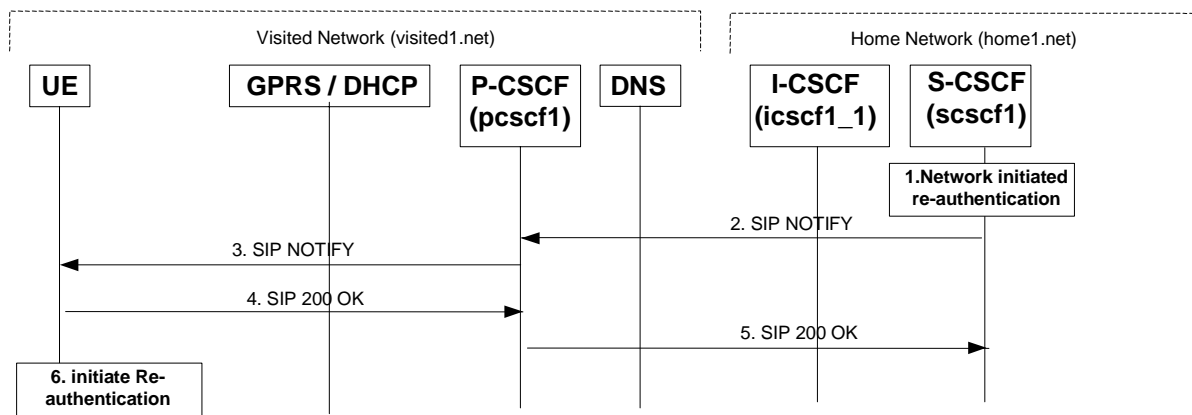 Visited Network (visited1.net)
Home Network (home1.net)
UE
GPRS / DHCP
P-CSCF
(pcscf1)
DNS
I-CSCF
(icscf1_1)
S-CSCF
(scscf1)
1.Network initiated
re-authentication
2. SIP NOTIFY
3. SIP NOTIFY
4. SIP 200 OK
5. SIP 200 OK
6. initiate Re-
authentication